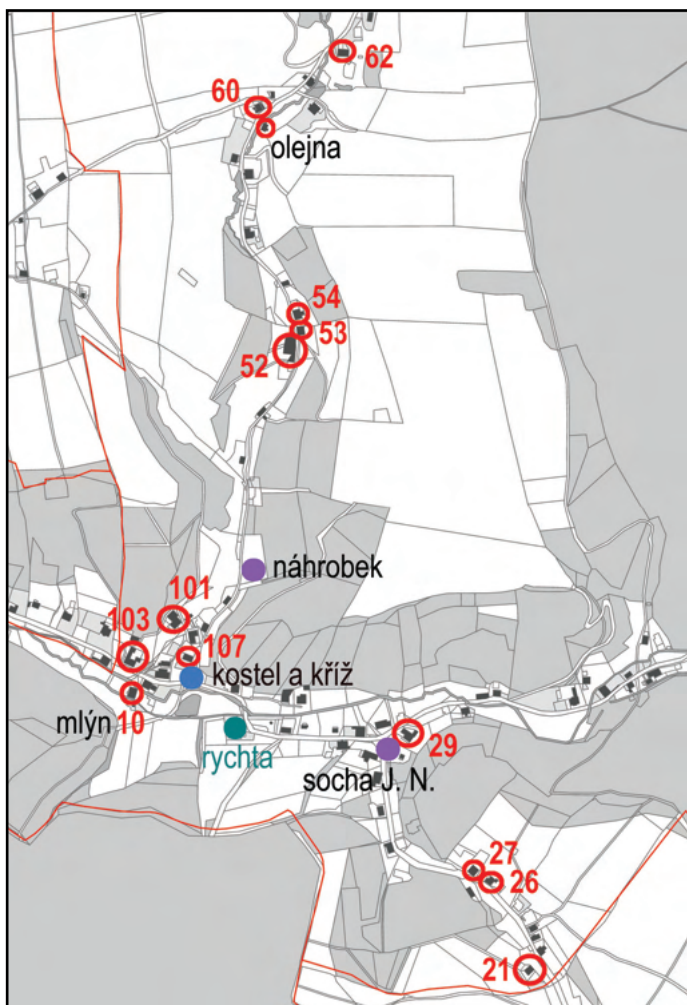 62
60
olejna
54
53
52
náhrobek
101
103
107
kostel a kříž
mlýn 10
rychta
29
socha J. N.
27
26
21